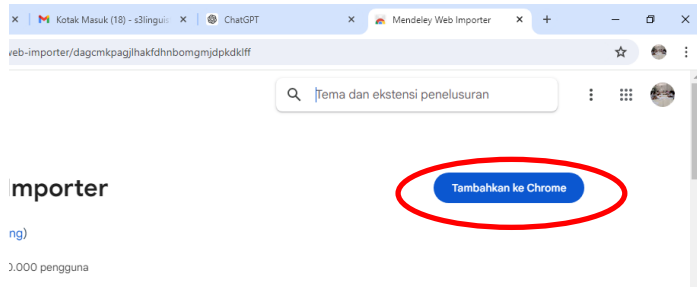 Kotak Masuk (18) - s3linguis
ChatGPT
Mendeley Web Importer
web-importer/dagcmkpagjlhakfdhnbomgmjdpkdklff
Tema dan ekstensi penelusuran
Importer
Tambahkan ke Chrome
ng)
0.000 pengguna